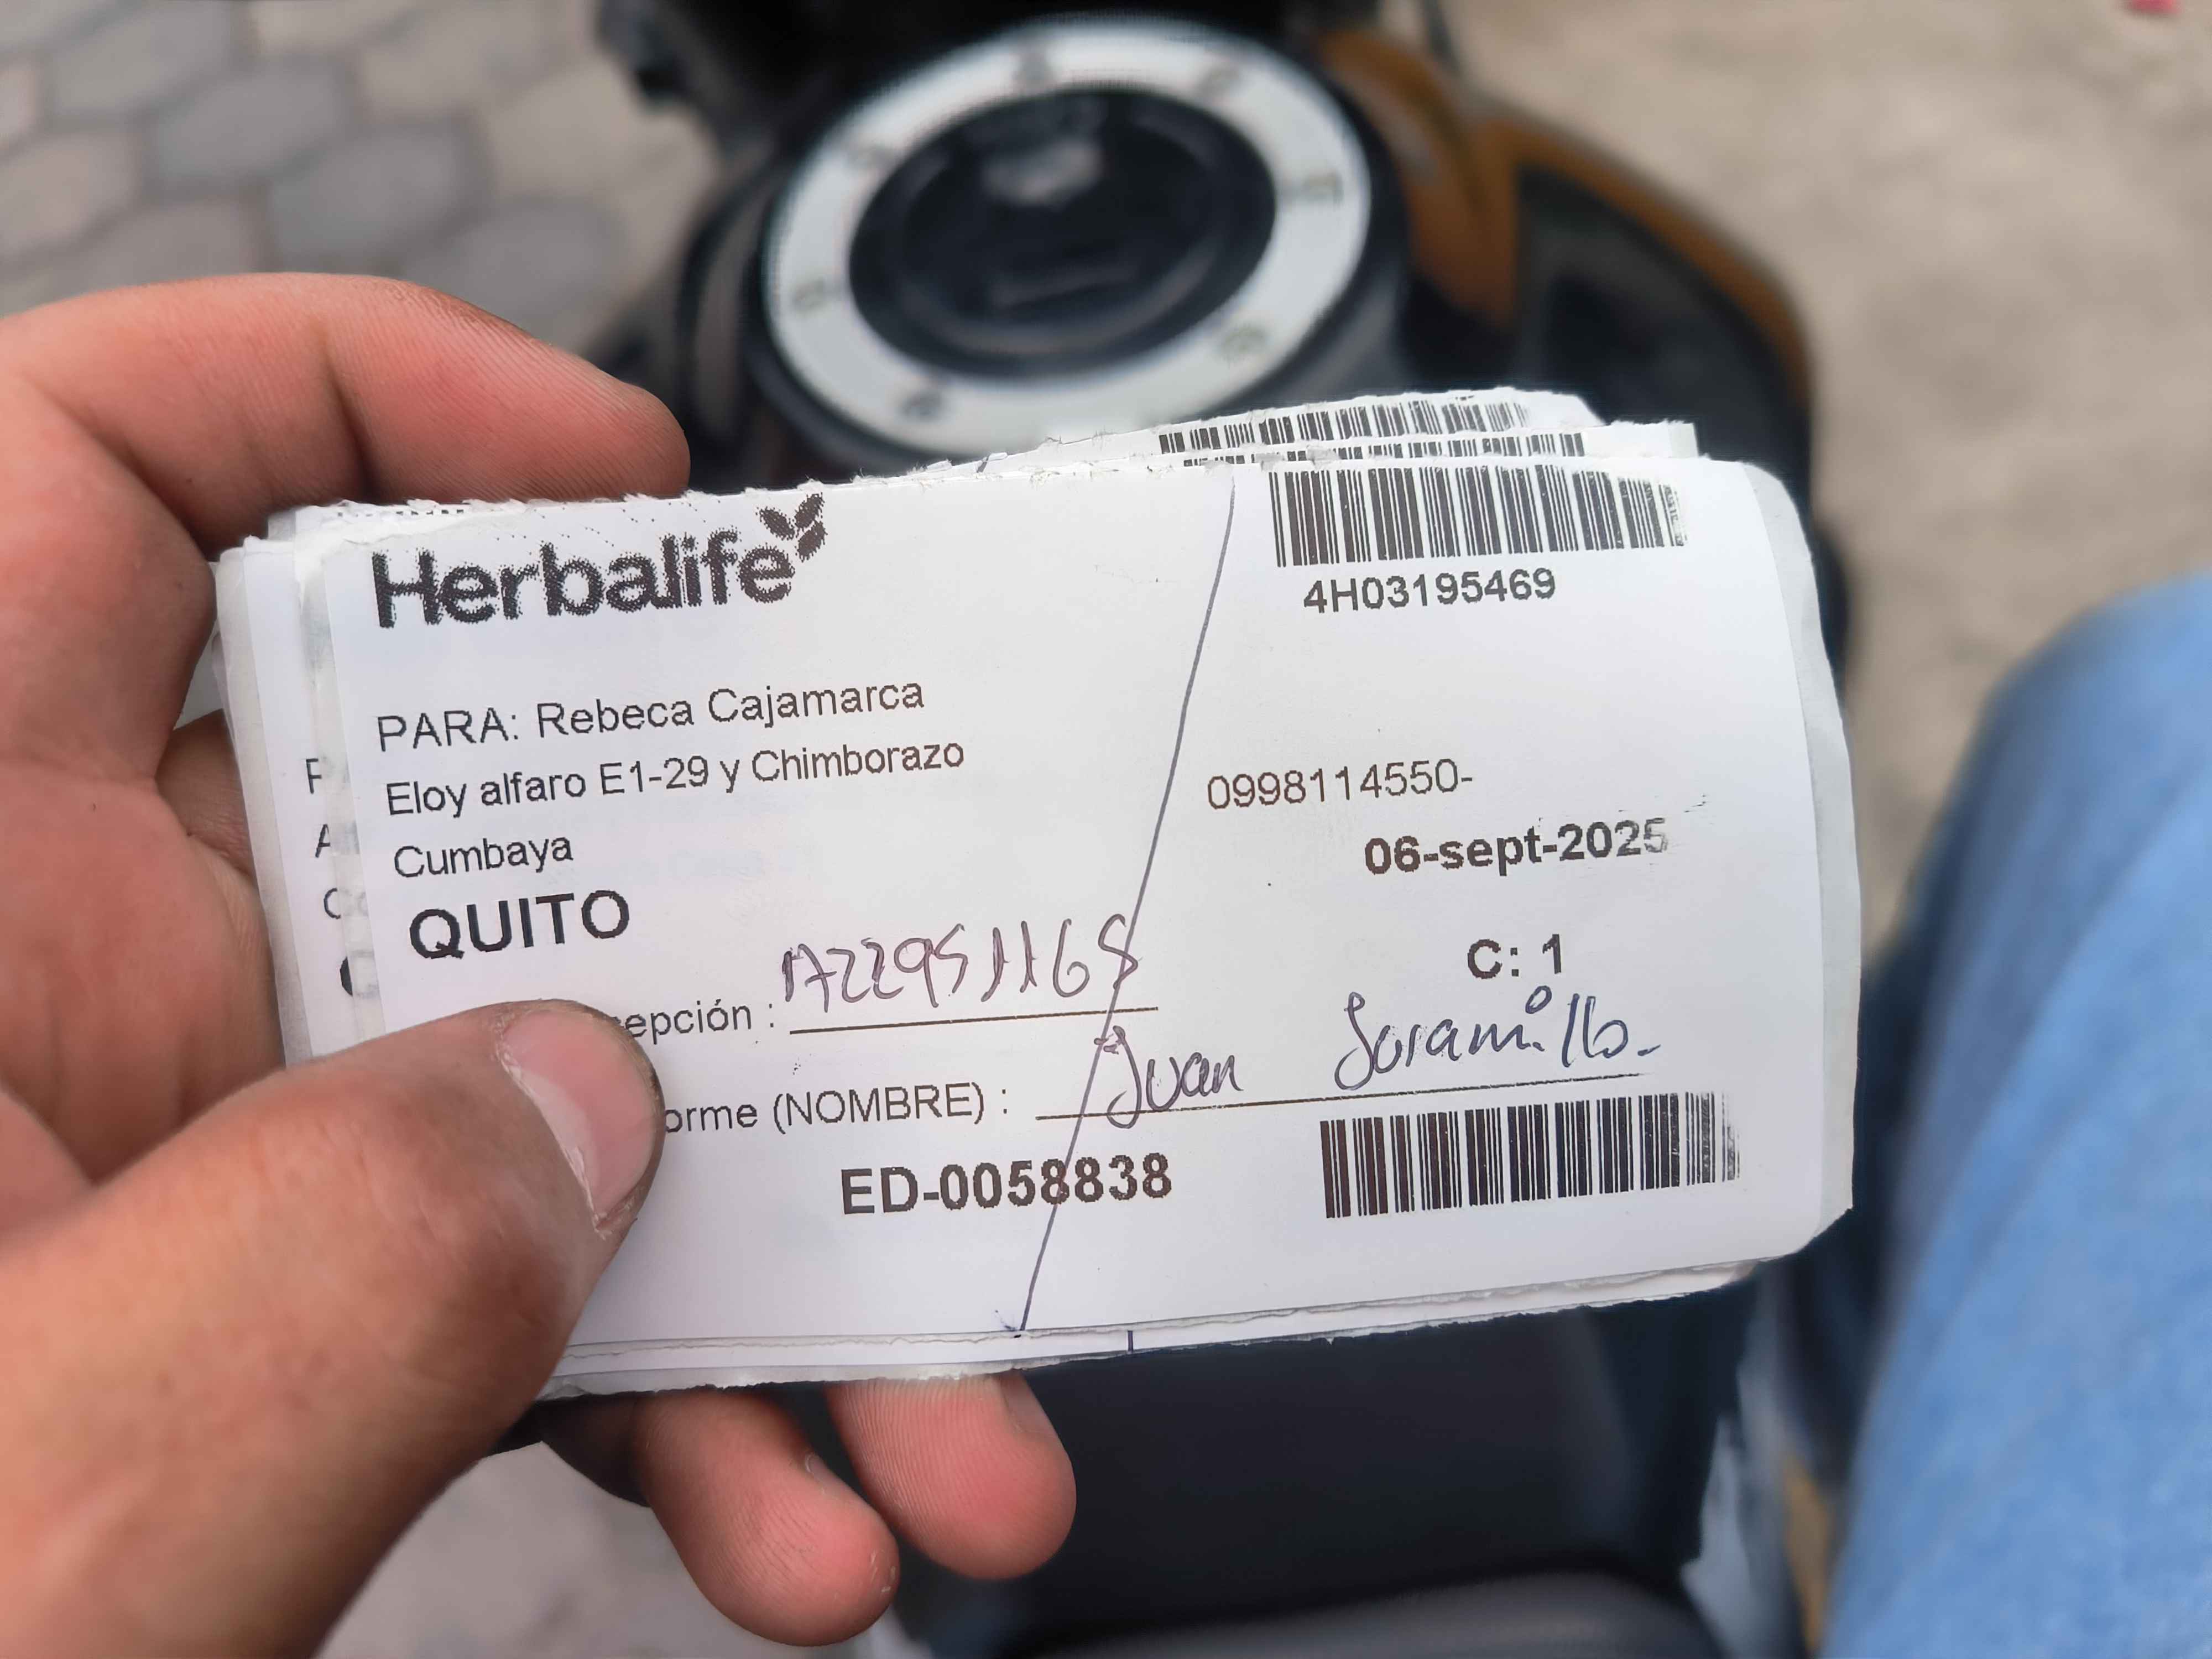 Herbalife
4H03195469
PARA: Rebeca Cajamarca
Eloy alfaro E1-29 y Chimborazo
0998114550-
Cumbaya
06-sept-2025
QUITO
C: 1
epción :
orme (NOMBRE) : Juan Jaramillo.
ED-0058838